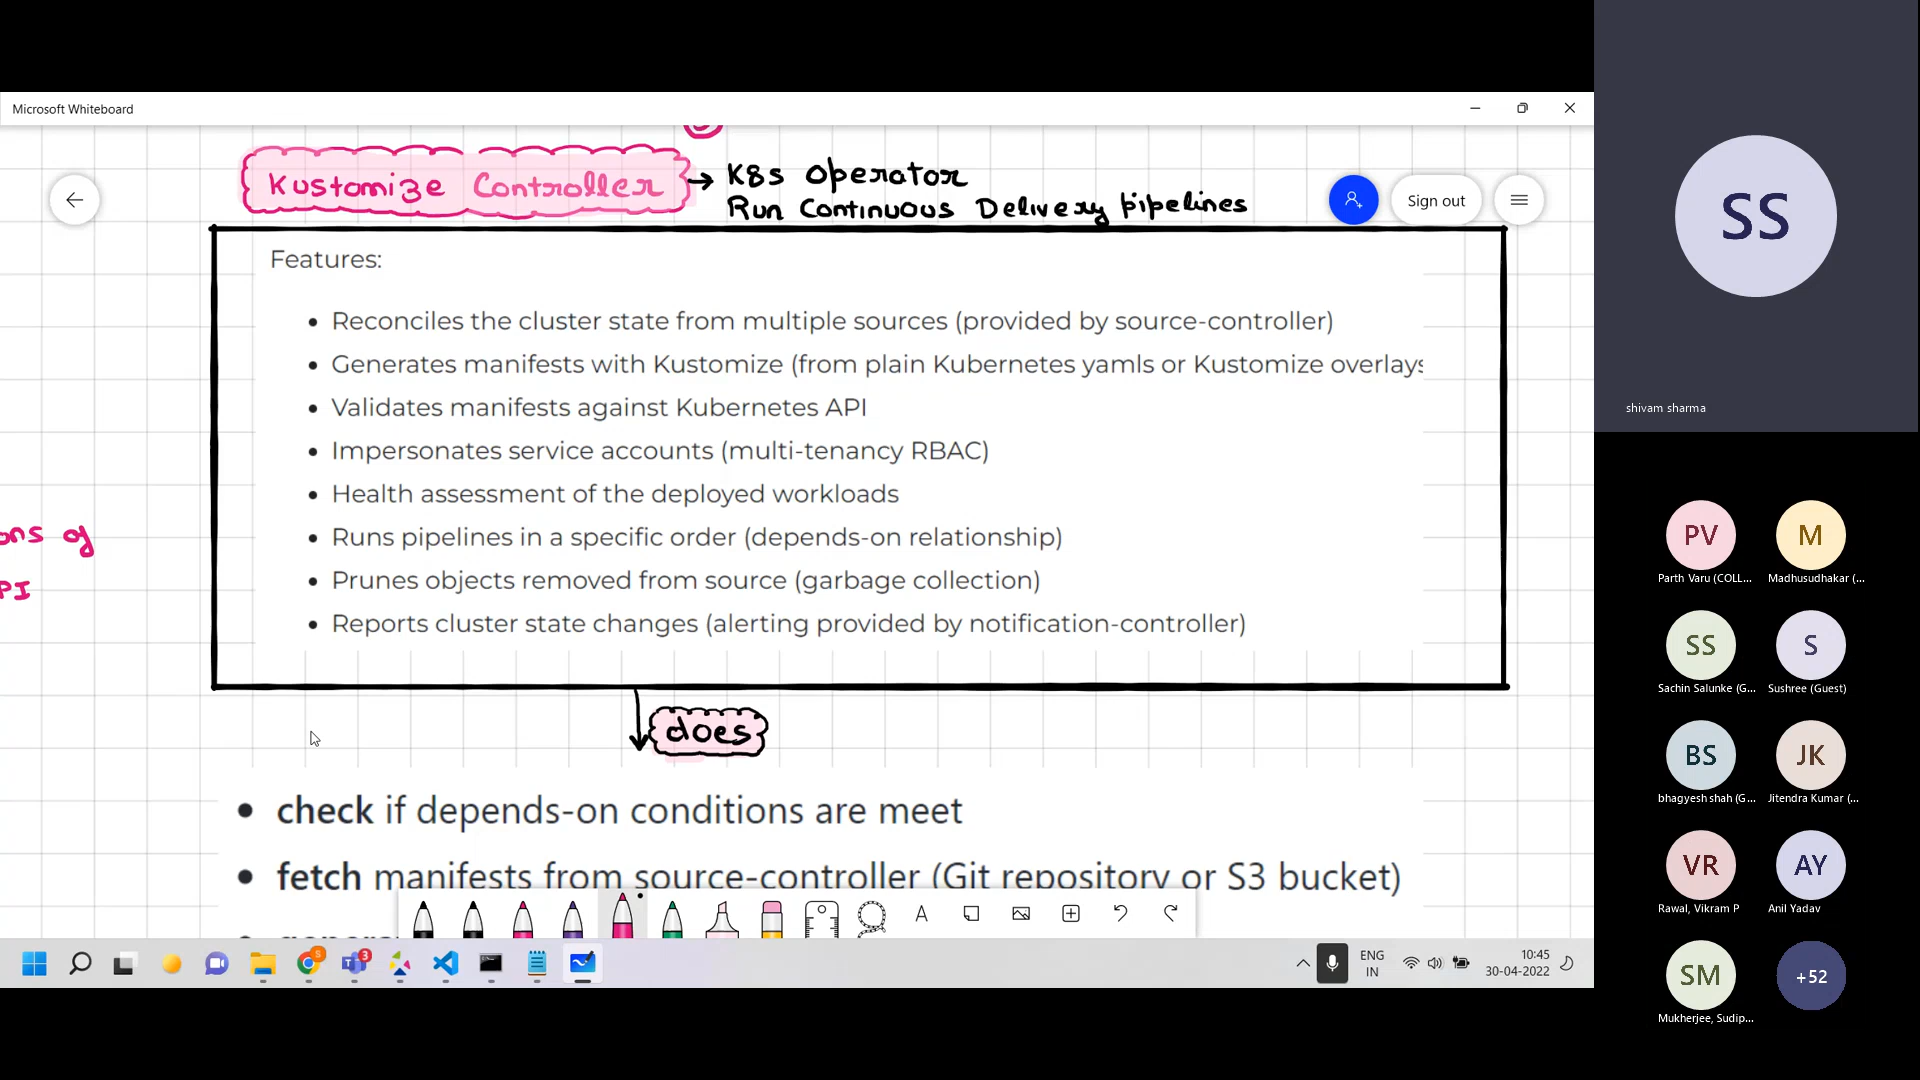 Microsoft Whiteboard
Kustomize Controller
K8s Operator
Run Continuous Delivery pipelines
Sign out
SS
Features:
Reconciles the cluster state from multiple sources (provided by source-controller)
Generates manifests with Kustomize (from plain Kubernetes yamls or Kustomize overlays
Validates manifests against Kubernetes API
Impersonates service accounts (multi-tenancy RBAC)
Health assessment of the deployed workloads
Runs pipelines in a specific order (depends-on relationship)
Prunes objects removed from source (garbage collection)
Reports cluster state changes (alerting provided by notification-controller)
ons of
PI
does
check if depends-on conditions are meet
fetch manifests from source-controller (Git repository or S3 bucket)
A
3
ENG
IN
10:45
30-04-2022
shivam sharma
PV
Parth Varu (COLL...
M
Madhusudhakar (...
SS
Sachin Salunke (G...
S
Sushree (Guest)
BS
bhagyesh shah (G...
JK
Jitendra Kumar (...
VR
Rawal, Vikram P
AY
Anil Yadav
SM
Mukherjee, Sudip...
+52